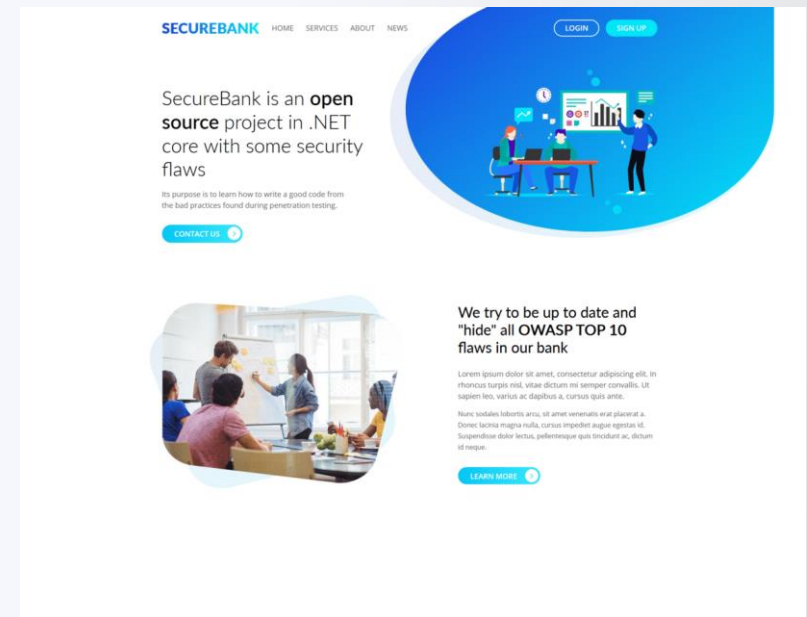 SECUREBANK HOME SERVICES ABOUT NEWS LOGIN SIGN UP
SecureBank is an open
source project in .NET
core with some security
flaws
Its purpose is to learn how to write a good code from
the bad practices found during penetration testing.
CONTACT US
We try to be up to date and
"hide" all OWASP TOP 10
flaws in our bank
Lorem ipsum dolor sit amet, consectetur adipiscing elit. In
rhoncus turpis nisl, vitae dictum mi semper convallis. Ut
sapien leo, varius ac dapibus a, cursus quis ante.
Nunc sodales lobortis arcu, sit amet venenatis erat placerat a.
Donec lacinia magna nulla, cursus impediet augue egestas id.
Suspendisse dolor lectus, pellentesque quis tincidunt ac, dictum
id neque.
LEARN MORE